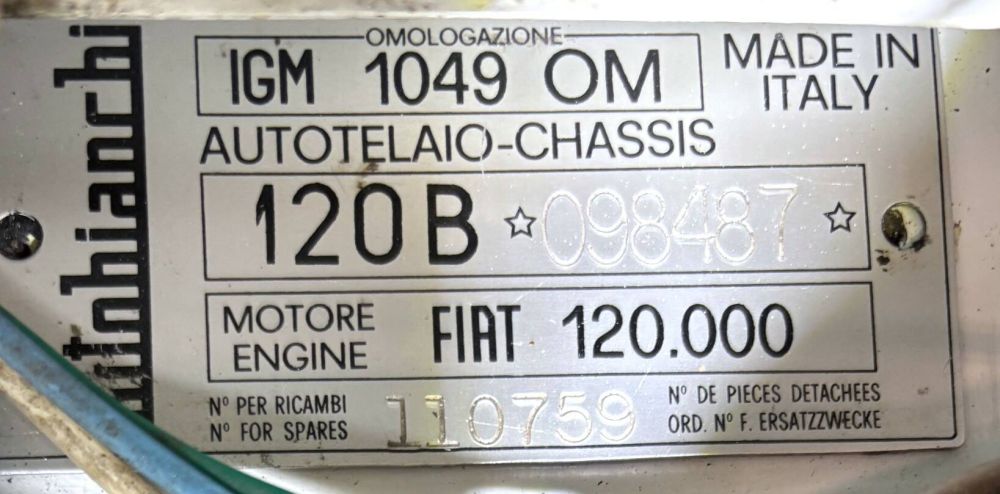 autobianchi
OMOLOGAZIONE
IGM 1049 OM
MADE IN
ITALY
AUTOTELAIO-CHASSIS
120B ☆098487☆
MOTORE
ENGINE
FIAT 120.000
Nº PER RICAMBI
Nº FOR SPARES
110759
Nº DE PIECES DETACHEES
ORD. Nº F. ERSATZZWECKE